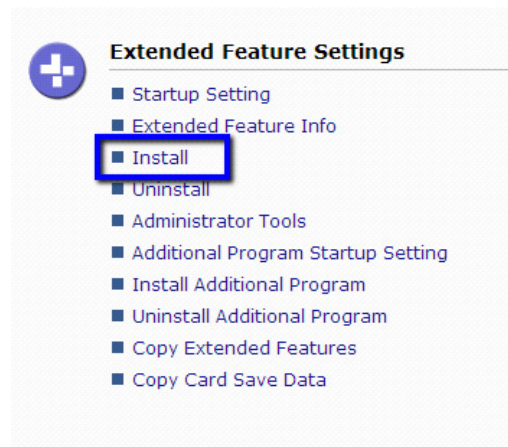 Extended Feature Settings
Startup Setting
Extended Feature Info
Install
Uninstall
Administrator Tools
Additional Program Startup Setting
Install Additional Program
Uninstall Additional Program
Copy Extended Features
Copy Card Save Data